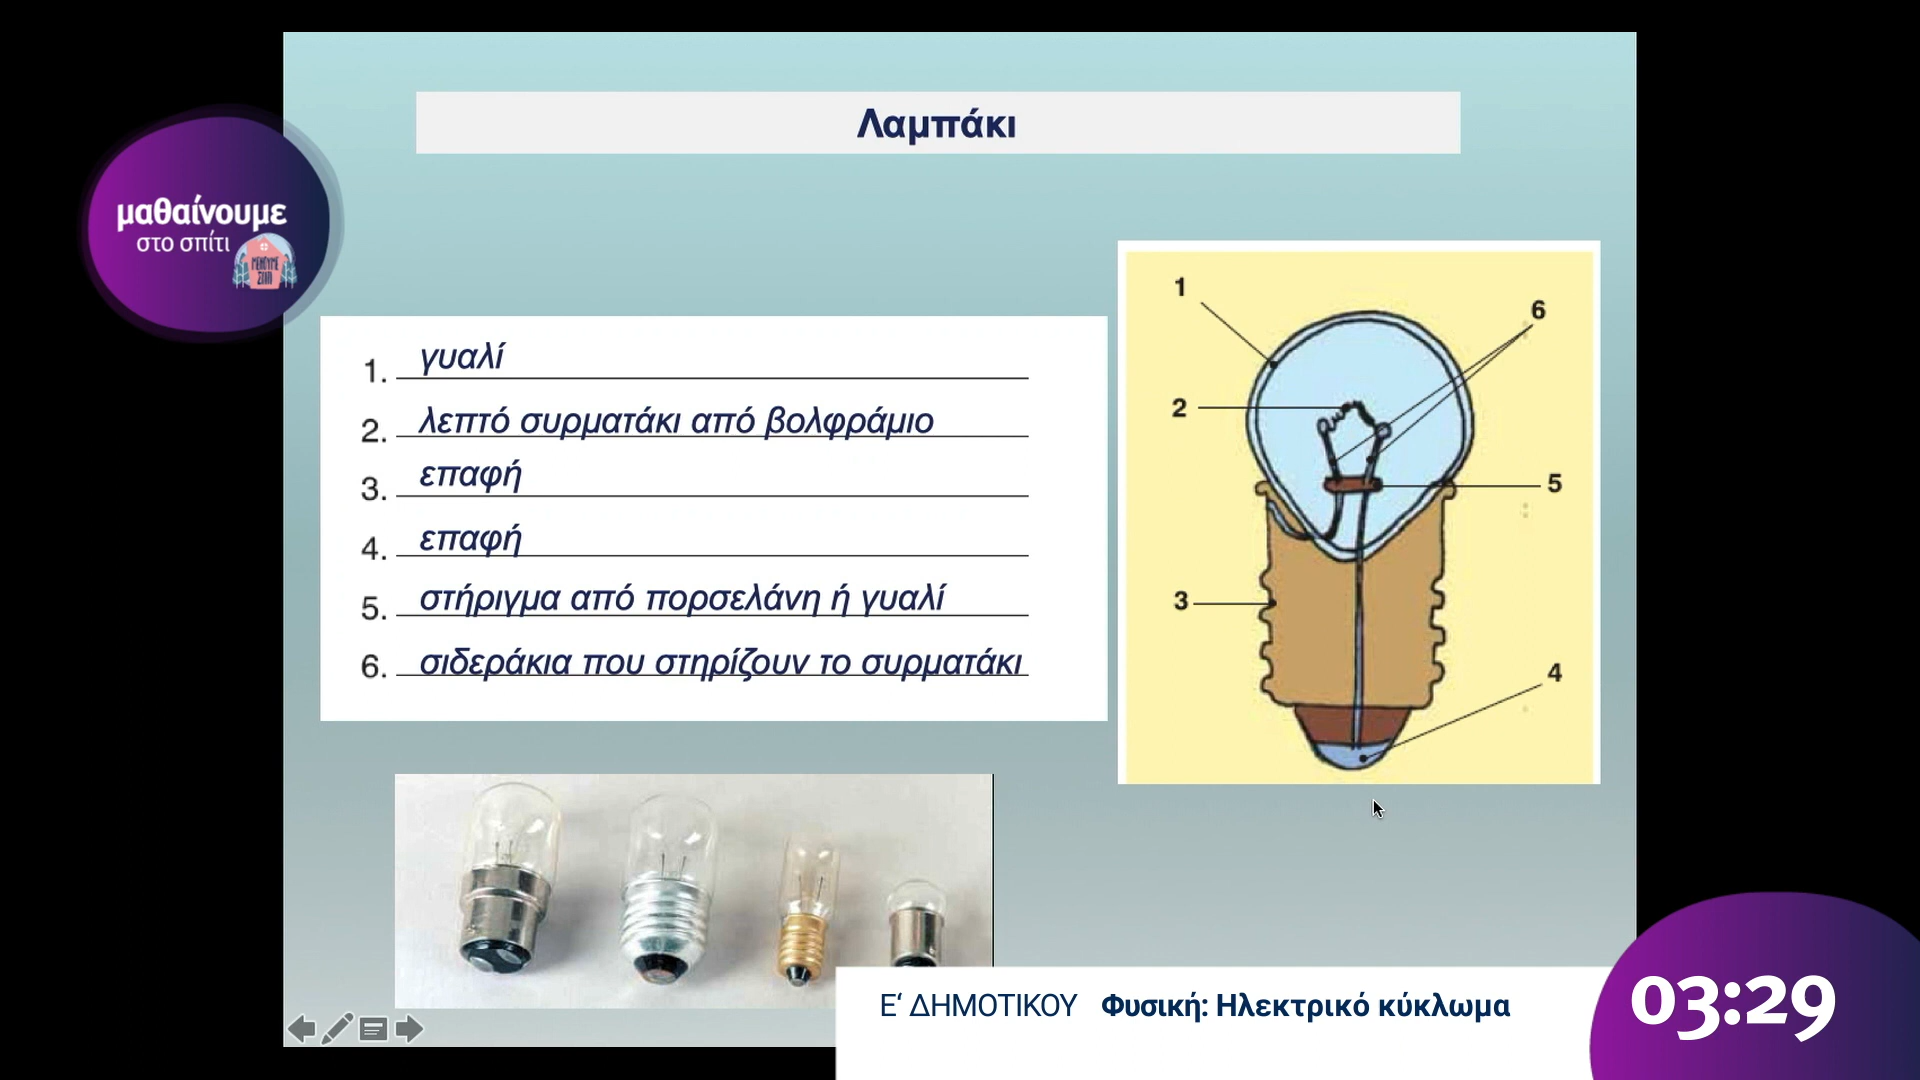 Λαμπάκι
μαθαίνουμε
στο σπίτι
ΜΕΝΟΥΜΕ
ΣΠΙΤΙ
1. γυαλί
2. λεπτό συρματάκι από βολφράμιο
3. επαφή
4. επαφή
5. στήριγμα από πορσελάνη ή γυαλί
6. σιδεράκια που στηρίζουν το συρματάκι
1
6
2
5
3
4
Ε‘ ΔΗΜΟΤΙΚΟΥ Φυσική: Ηλεκτρικό κύκλωμα
03:29